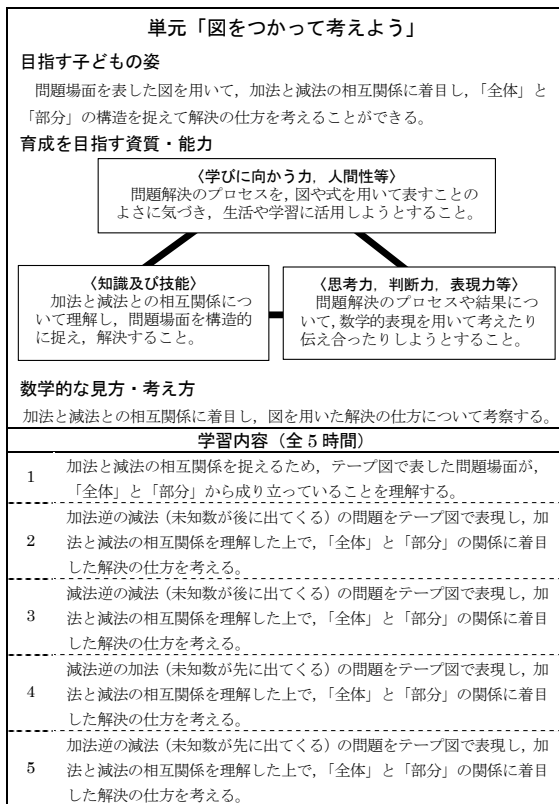 単元「図をつかって考えよう」
目指す子どもの姿
問題場面を表した図を用いて，加法と減法の相互関係に着目し，「全体」と
「部分」の構造を捉えて解決の仕方を考えることができる。
育成を目指す資質・能力
〈学びに向かう力，人間性等〉
問題解決のプロセスを，図や式を用いて表すことの
よさに気づき，生活や学習に活用しようとすること。
〈知識及び技能〉
加法と減法との相互関係につ
いて理解し，問題場面を構造的
に捉え，解決すること。
〈思考力，判断力，表現力等〉
問題解決のプロセスや結果につ
いて，数学的表現を用いて考えたり
伝え合ったりしようとすること。
数学的な見方・考え方
加法と減法との相互関係に着目し，図を用いた解決の仕方について考察する。
学習内容（全 5 時間）
1
加法と減法の相互関係を捉えるため，テープ図で表した問題場面が，
「全体」と「部分」から成り立っていることを理解する。
2
加法逆の減法（未知数が後に出てくる）の問題をテープ図で表現し，加
法と減法の相互関係を理解した上で，「全体」と「部分」の関係に着目
した解決の仕方を考える。
3
減法逆の減法（未知数が後に出てくる）の問題をテープ図で表現し，加
法と減法の相互関係を理解した上で，「全体」と「部分」の関係に着目
した解決の仕方を考える。
4
減法逆の加法（未知数が先に出てくる）の問題をテープ図で表現し，加
法と減法の相互関係を理解した上で，「全体」と「部分」の関係に着目
した解決の仕方を考える。
5
加法逆の減法（未知数が先に出てくる）の問題をテープ図で表現し，加
法と減法の相互関係を理解した上で，「全体」と「部分」の関係に着目
した解決の仕方を考える。